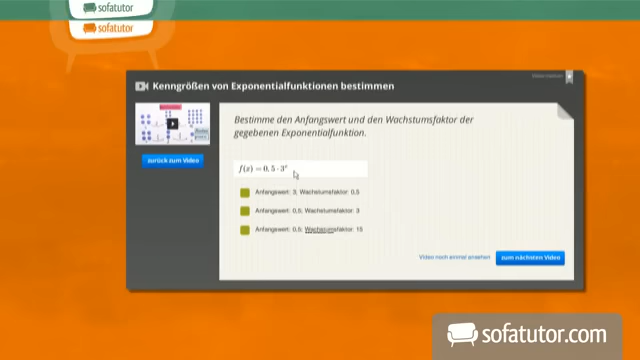 sofatutor
sofatutor
Kenngrößen von Exponentialfunktionen bestimmen
Bestimme den Anfangswert und den Wachstumsfaktor der
gegebenen Exponentialfunktion.
zurück zum Video
f(x) = 0,5 · 3ˣ
Anfangswert: 3; Wachstumsfaktor: 0,5
Anfangswert: 0,5; Wachstumsfaktor: 3
Anfangswert: 0,5; Wachstumsfaktor: 15
Video noch einmal ansehen
zum nächsten Video
sofatutor.com